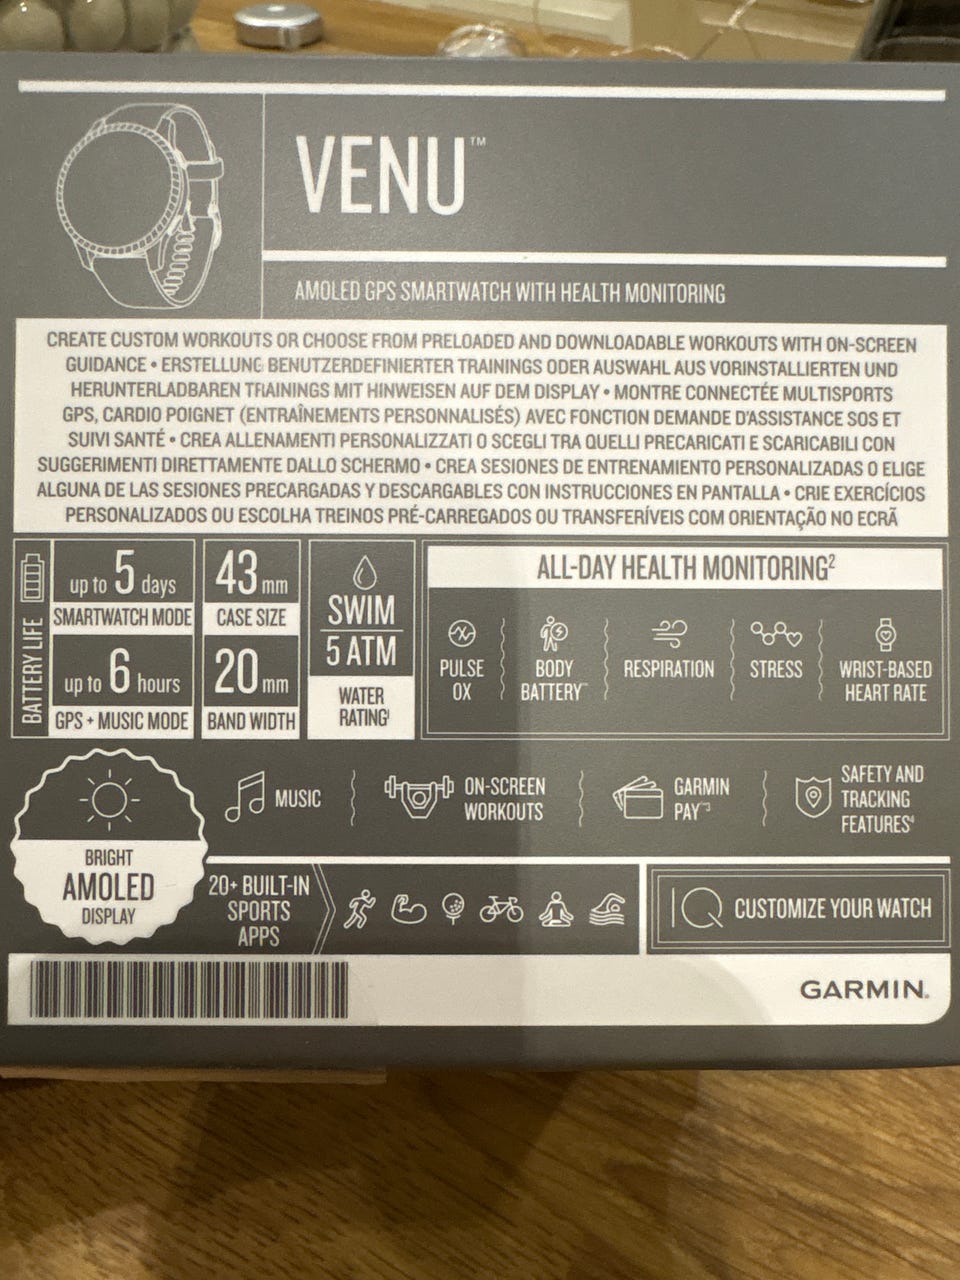 VENU™
AMOLED GPS SMARTWATCH WITH HEALTH MONITORING
CREATE CUSTOM WORKOUTS OR CHOOSE FROM PRELOADED AND DOWNLOADABLE WORKOUTS WITH ON-SCREEN
GUIDANCE • ERSTELLUNG BENUTZERDEFINIERTER TRAININGS ODER AUSWAHL AUS VORINSTALLIERTEN UND
HERUNTERLADBAREN TRAININGS MIT HINWEISEN AUF DEM DISPLAY • MONTRE CONNECTÉE MULTISPORTS
GPS, CARDIO POIGNET (ENTRAÎNEMENTS PERSONNALISÉS) AVEC FONCTION DEMANDE D'ASSISTANCE SOS ET
SUIVI SANTÉ • CREA ALLENAMENTI PERSONALIZZATI O SCEGLI TRA QUELLI PRECARICATI E SCARICABILI CON
SUGGERIMENTI DIRETTAMENTE DALLO SCHERMO • CREA SESIONES DE ENTRENAMIENTO PERSONALIZADAS O ELIGE
ALGUNA DE LAS SESIONES PRECARGADAS Y DESCARGABLES CON INSTRUCCIONES EN PANTALLA • CRIE EXERCÍCIOS
PERSONALIZADOS OU ESCOLHA TREINOS PRÉ-CARREGADOS OU TRANSFERÍVEIS COM ORIENTAÇÃO NO ECRÃ
BATTERY LIFE
up to 5 days
SMARTWATCH MODE
up to 6 hours
GPS + MUSIC MODE
43 mm
CASE SIZE
20 mm
BAND WIDTH
SWIM
5 ATM
WATER
RATING¹
ALL-DAY HEALTH MONITORING²
PULSE
OX
BODY
BATTERY™
RESPIRATION
STRESS
WRIST-BASED
HEART RATE
MUSIC
ON-SCREEN
WORKOUTS
GARMIN
PAY™³
SAFETY AND
TRACKING
FEATURES⁴
BRIGHT
AMOLED
DISPLAY
20+ BUILT-IN
SPORTS
APPS
IQ CUSTOMIZE YOUR WATCH
GARMIN®